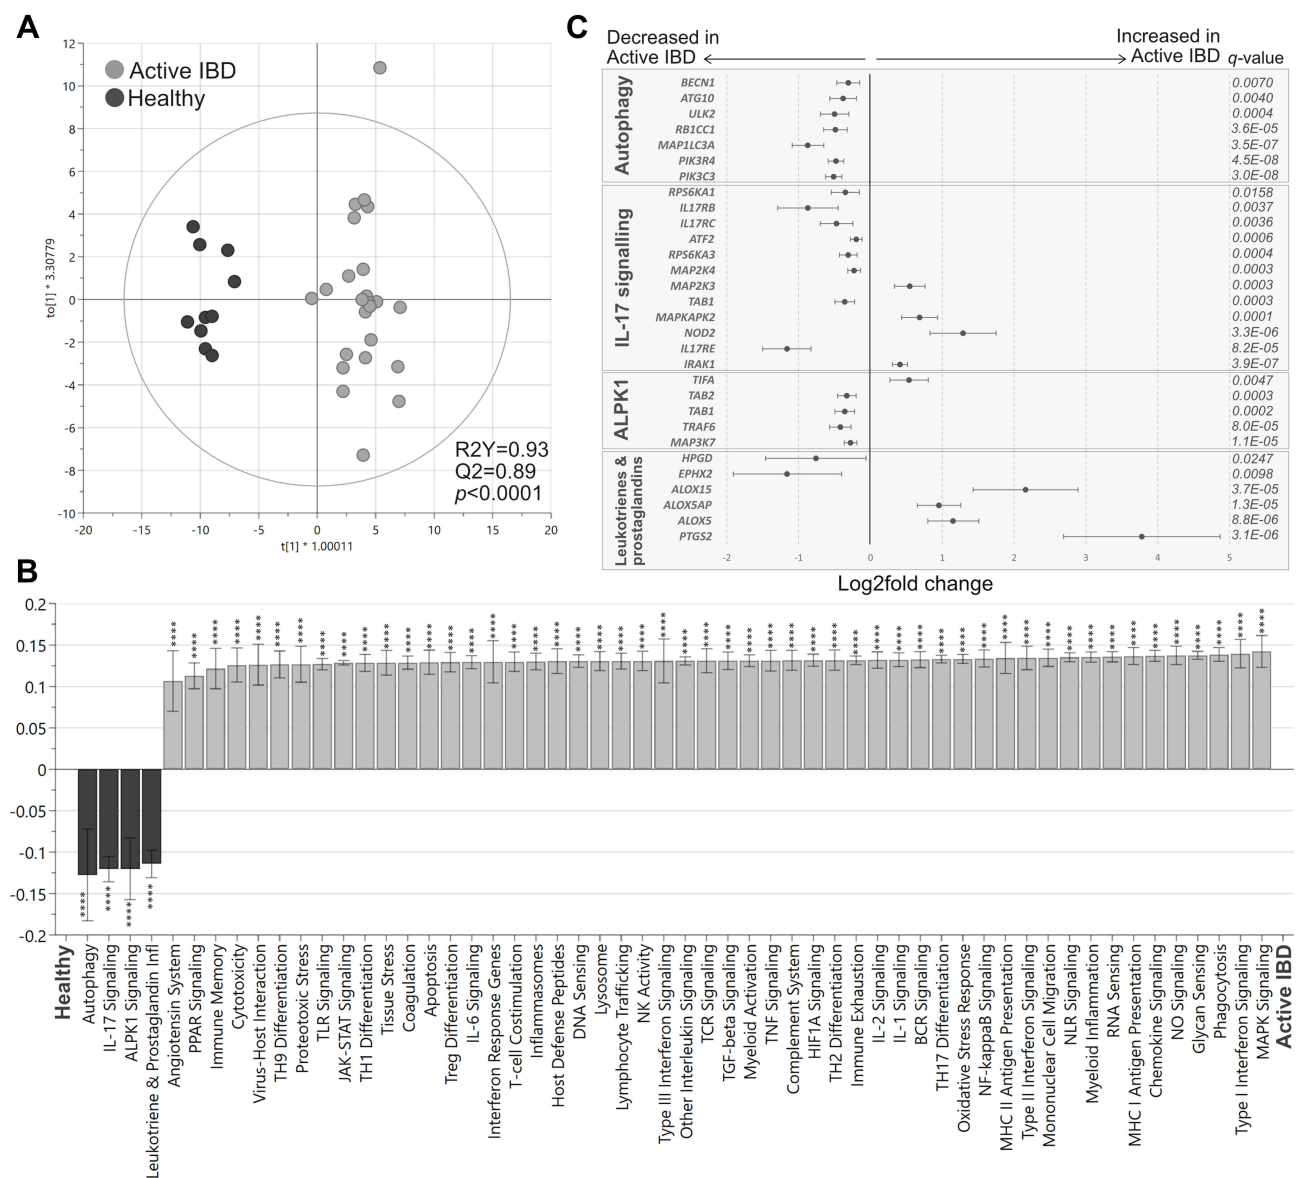 A
12
10
8
6
4
2
0
-2
-4
-6
-8
-10
-20
-15
-10
-5
0
5
10
15
20
to[1] * 3.30779
t[1] * 1.00011
Active IBD
Healthy
R2Y=0.93
Q2=0.89
p<0.0001
C
Decreased in
Active IBD
Increased in
Active IBD
q-value
Autophagy
BECN1 0.0070
ATG10 0.0040
ULK2 0.0004
RB1CC1 3.6E-05
MAP1LC3A 3.5E-07
PIK3R4 4.5E-08
PIK3C3 3.0E-08
IL-17 signalling
RPS6KA1 0.0158
IL17RB 0.0037
IL17RC 0.0036
ATF2 0.0006
RPS6KA3 0.0004
MAP2K4 0.0003
MAP2K3 0.0003
TAB1 0.0003
MAPKAPK2 0.0001
NOD2 3.3E-06
IL17RE 8.2E-05
IRAK1 3.9E-07
ALPK1
TIFA 0.0047
TAB2 0.0003
TAB1 0.0002
TRAF6 8.0E-05
MAP3K7 1.1E-05
Leukotrienes &
prostaglandins
HPGD 0.0247
EPHX2 0.0098
ALOX15 3.7E-05
ALOX5AP 1.3E-05
ALOX5 8.8E-06
PTGS2 3.1E-06
-2 -1 0 1 2 3 4 5
Log2fold change
B
0.2
0.15
0.1
0.05
0
-0.05
-0.1
-0.15
-0.2
Healthy
Autophagy
IL-17 Signaling
ALPK1 Signaling
Leukotriene & Prostaglandin Infl
Angiotensin System
PPAR Signaling
Immune Memory
Cytotoxicity
Virus-Host Interaction
TH9 Differentiation
Proteotoxic Stress
TLR Signaling
JAK-STAT Signaling
TH1 Differentiation
Tissue Stress
Coagulation
Apoptosis
Treg Differentiation
IL-6 Signaling
Interferon Response Genes
T-cell Costimulation
Inflammasomes
Host Defense Peptides
DNA Sensing
Lysosome
Lymphocyte Trafficking
NK Activity
Type III Interferon Signaling
Other Interleukin Signaling
TCR Signaling
TGF-beta Signaling
Myeloid Activation
TNF Signaling
Complement System
HIF1A Signaling
TH2 Differentiation
Immune Exhaustion
IL-2 Signaling
IL-1 Signaling
BCR Signaling
TH17 Differentiation
Oxidative Stress Response
NF-kappaB Signaling
MHC II Antigen Presentation
Type II Interferon Signaling
Mononuclear Cell Migration
NLR Signaling
Myeloid Inflammation
RNA Sensing
MHC I Antigen Presentation
Chemokine Signaling
NO Signaling
Glycan Sensing
Phagocytosis
Type I Interferon Signaling
MAPK Signaling
Active IBD